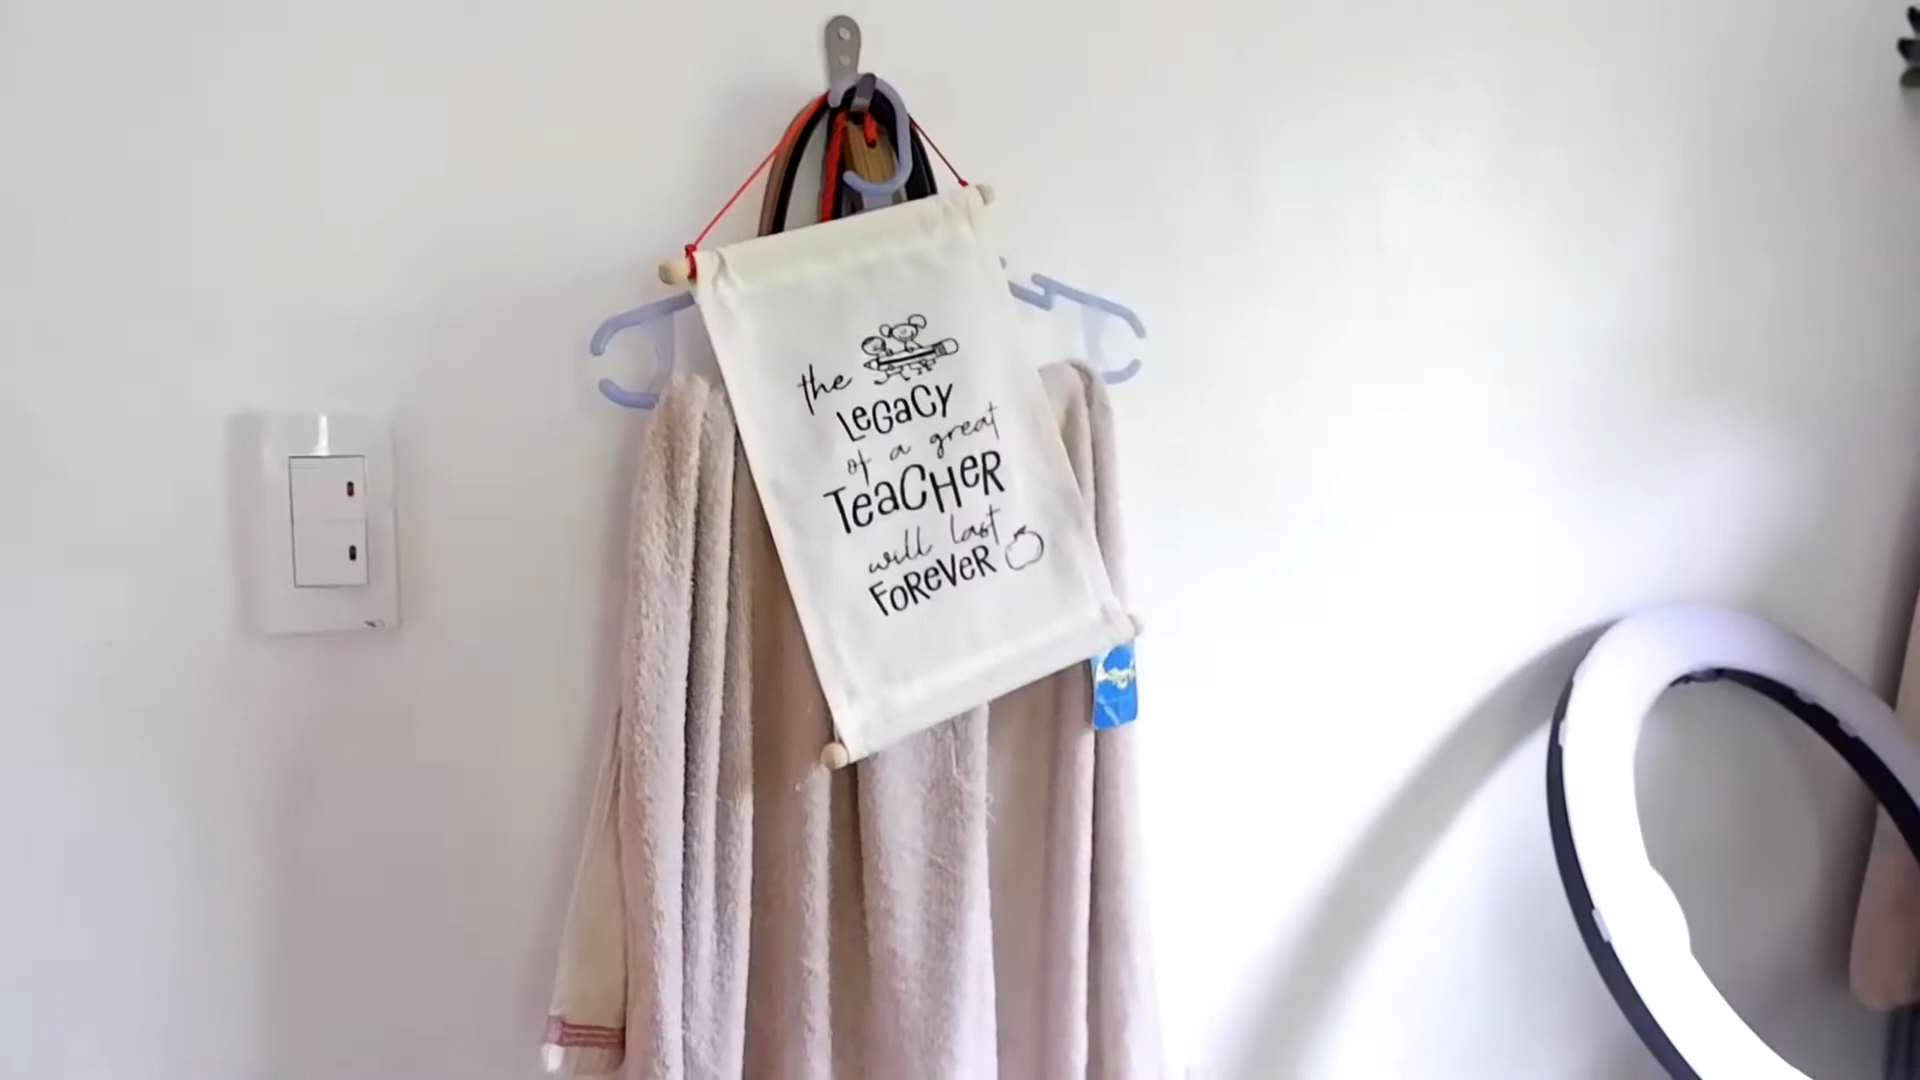 the
LeGaCY
of a great
TeaCHeR
will last
FoReVeR